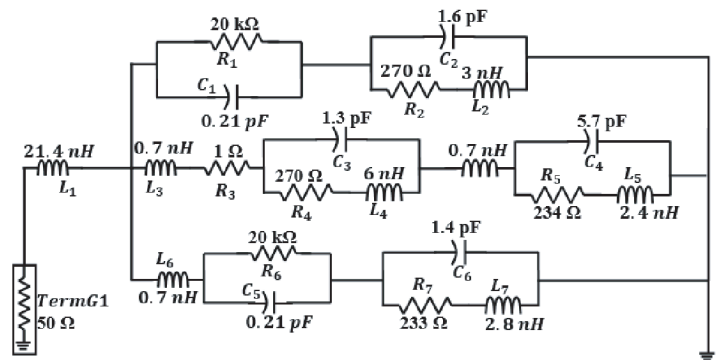 20 kΩ
R1
C1
0.21 pF
1.6 pF
C2
270 Ω
3 nH
R2
L2
21.4 nH
L1
0.7 nH
L3
1 Ω
R3
1.3 pF
C3
270 Ω
6 nH
R4
L4
0.7 nH
5.7 pF
C4
R5
L5
234 Ω
2.4 nH
L6
0.7 nH
20 kΩ
R6
C5
0.21 pF
1.4 pF
C6
R7
L7
233 Ω
2.8 nH
TermG1
50 Ω